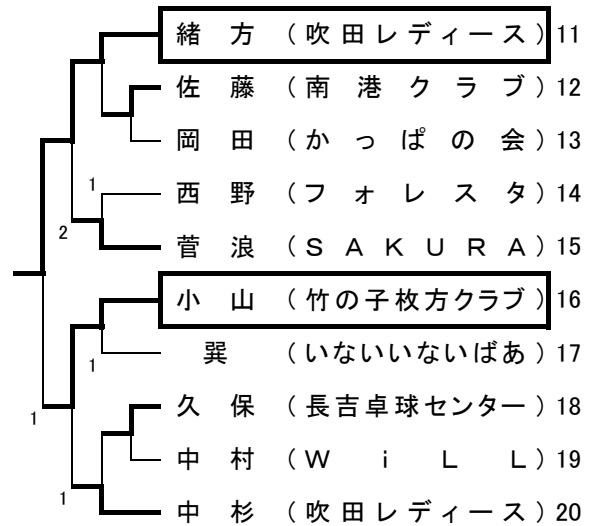 緒方（吹田レディース）11
佐藤（南港クラブ）12
岡田（かっぱの会）13
1 西野（フォレスタ）14
2
菅浪（ＳＡＫＵＲＡ）15
小山（竹の子枚方クラブ）16
1 巽（いないいないばあ）17
1 久保（長吉卓球センター）18
中村（ＷｉＬＬ）19
1 中杉（吹田レディース）20